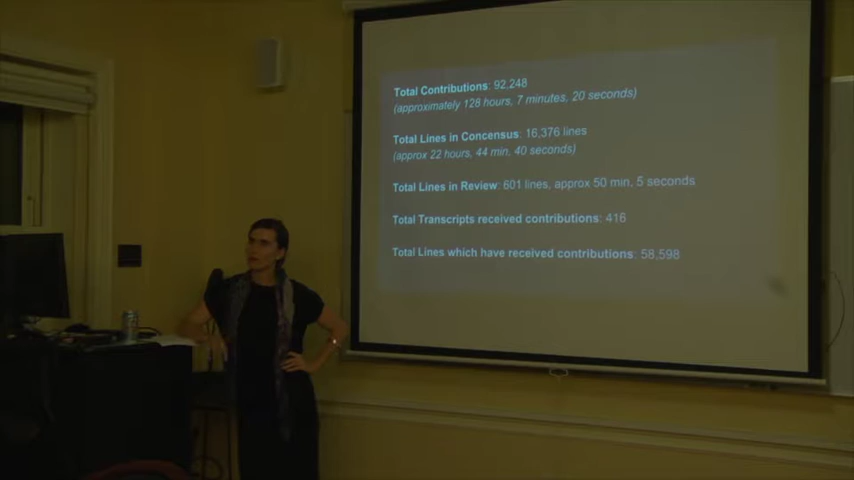 Total Contributions: 92,248
(approximately 128 hours, 7 minutes, 20 seconds)
Total Lines in Concensus: 16,376 lines
(approx 22 hours, 44 min, 40 seconds)
Total Lines in Review: 601 lines, approx 50 min, 5 seconds
Total Transcripts received contributions: 416
Total Lines which have received contributions: 58,598